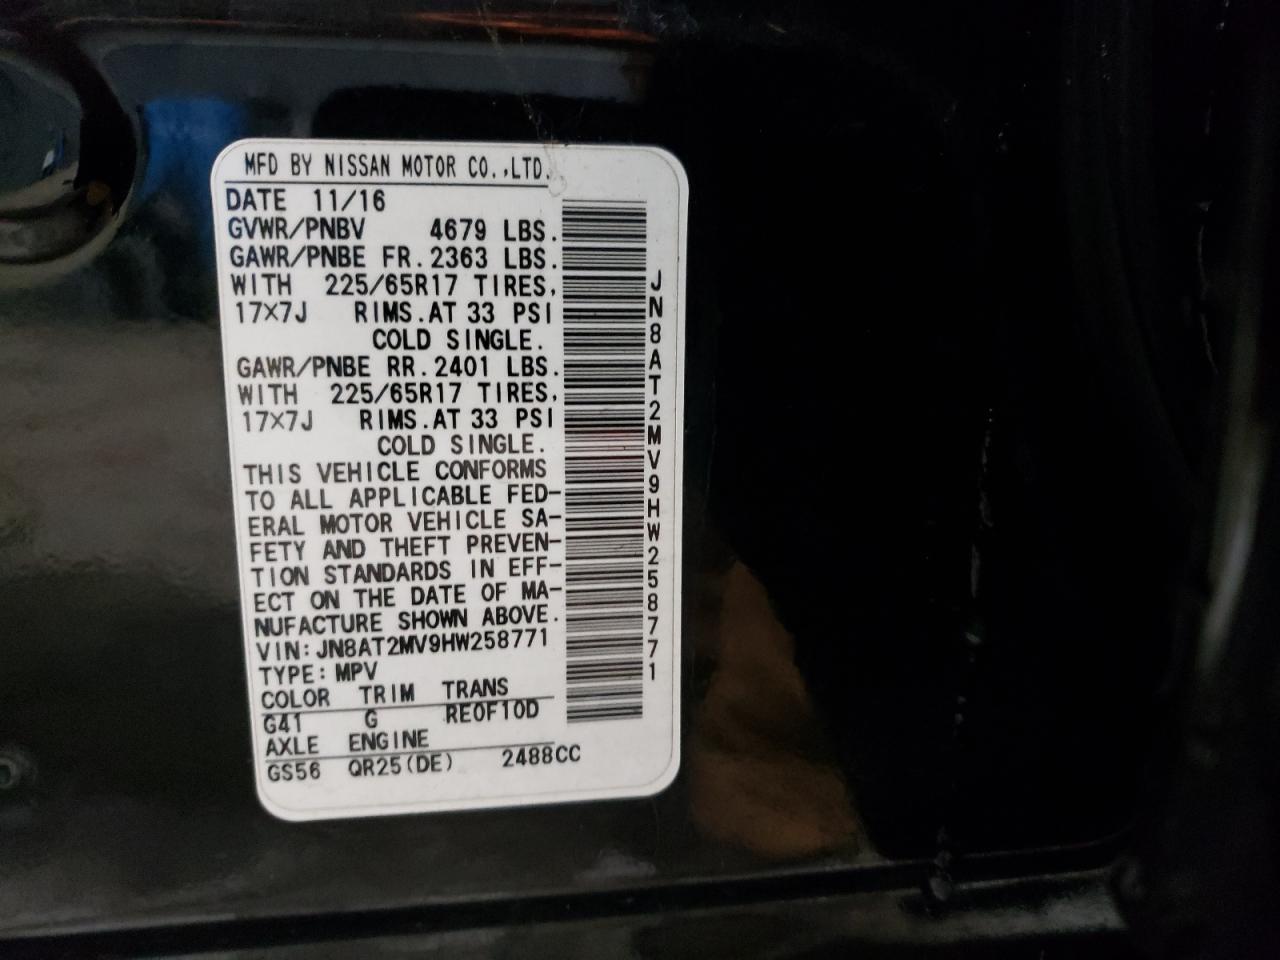 MFD BY NISSAN MOTOR CO.,LTD.
DATE 11/16
GVWR/PNBV 4679 LBS.
GAWR/PNBE FR. 2363 LBS.
WITH 225/65R17 TIRES,
17×7J RIMS.AT 33 PSI
COLD SINGLE.
GAWR/PNBE RR. 2401 LBS.
WITH 225/65R17 TIRES,
17×7J RIMS.AT 33 PSI
COLD SINGLE.
THIS VEHICLE CONFORMS
TO ALL APPLICABLE FED-
ERAL MOTOR VEHICLE SA-
FETY AND THEFT PREVEN-
TION STANDARDS IN EFF-
ECT ON THE DATE OF MA-
NUFACTURE SHOWN ABOVE.
VIN: JN8AT2MV9HW258771
TYPE: MPV
COLOR TRIM TRANS
G41 G RE0F10D
AXLE ENGINE
GS56 QR25(DE) 2488CC
JN8AT2MV9HW258771